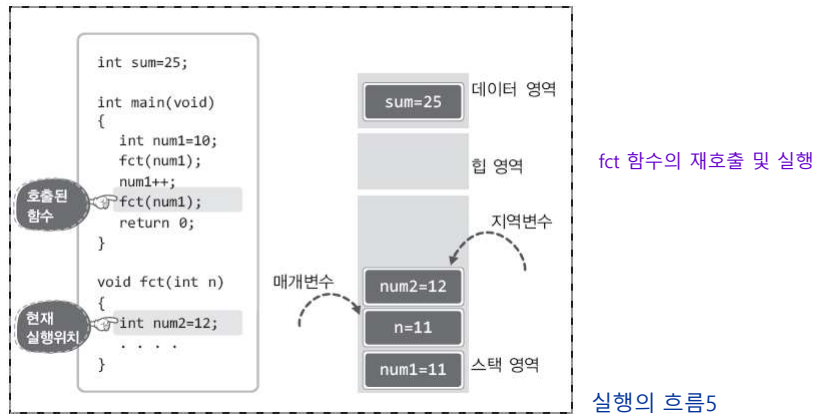 int sum=25;
int main(void)
{
int num1=10;
fct(num1);
num1++;
fct(num1);
return 0;
}
void fct(int n)
{
int num2=12;
. . . .
}
호출된
함수
현재
실행위치
sum=25
데이터 영역
힙 영역
지역변수
매개변수
num2=12
n=11
num1=11
스택 영역
fct 함수의 재호출 및 실행
실행의 흐름5